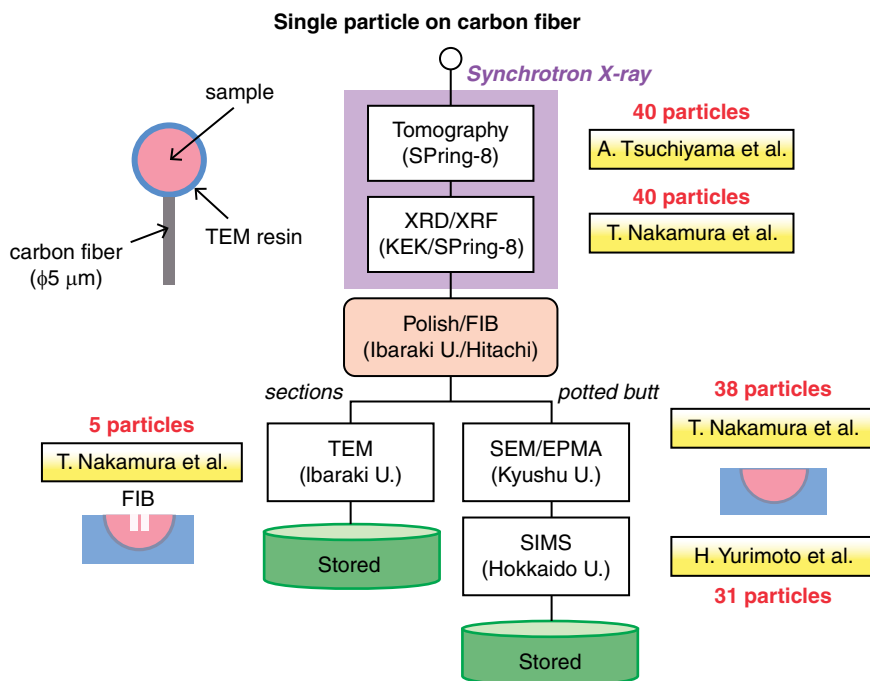 Single particle on carbon fiber
Synchrotron X-ray
sample
TEM resin
carbon fiber
(ϕ5 μm)
Tomography
(SPring-8)
40 particles
A. Tsuchiyama et al.
XRD/XRF
(KEK/SPring-8)
40 particles
T. Nakamura et al.
Polish/FIB
(Ibaraki U./Hitachi)
sections
potted butt
5 particles
T. Nakamura et al.
FIB
TEM
(Ibaraki U.)
Stored
SEM/EPMA
(Kyushu U.)
38 particles
T. Nakamura et al.
SIMS
(Hokkaido U.)
H. Yurimoto et al.
31 particles
Stored